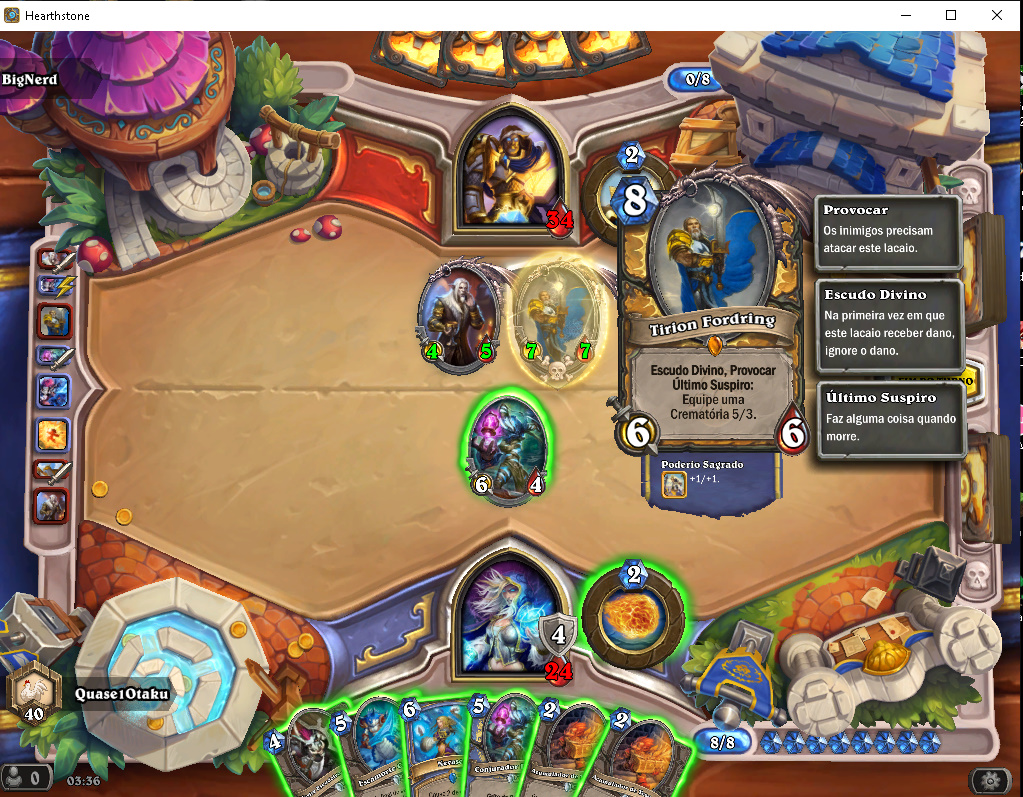 Hearthstone
BigNerd
0/8
2
34
8
Tirion Fordring
Escudo Divino, Provocar
Último Suspiro:
Equipe uma
Crematória 5/3.
6
6
Poderio Sagrado
+1/+1.
Provocar
Os inimigos precisam
atacar este lacaio.
Escudo Divino
Na primeira vez em que
este lacaio receber dano,
ignore o dano.
Último Suspiro
Faz alguma coisa quando
morre.
4
5
7
7
6
4
2
4
24
Quase1Otaku
40
4
5
6
5
2
2
Nevasc
Conjurador
8/8
0
03:36